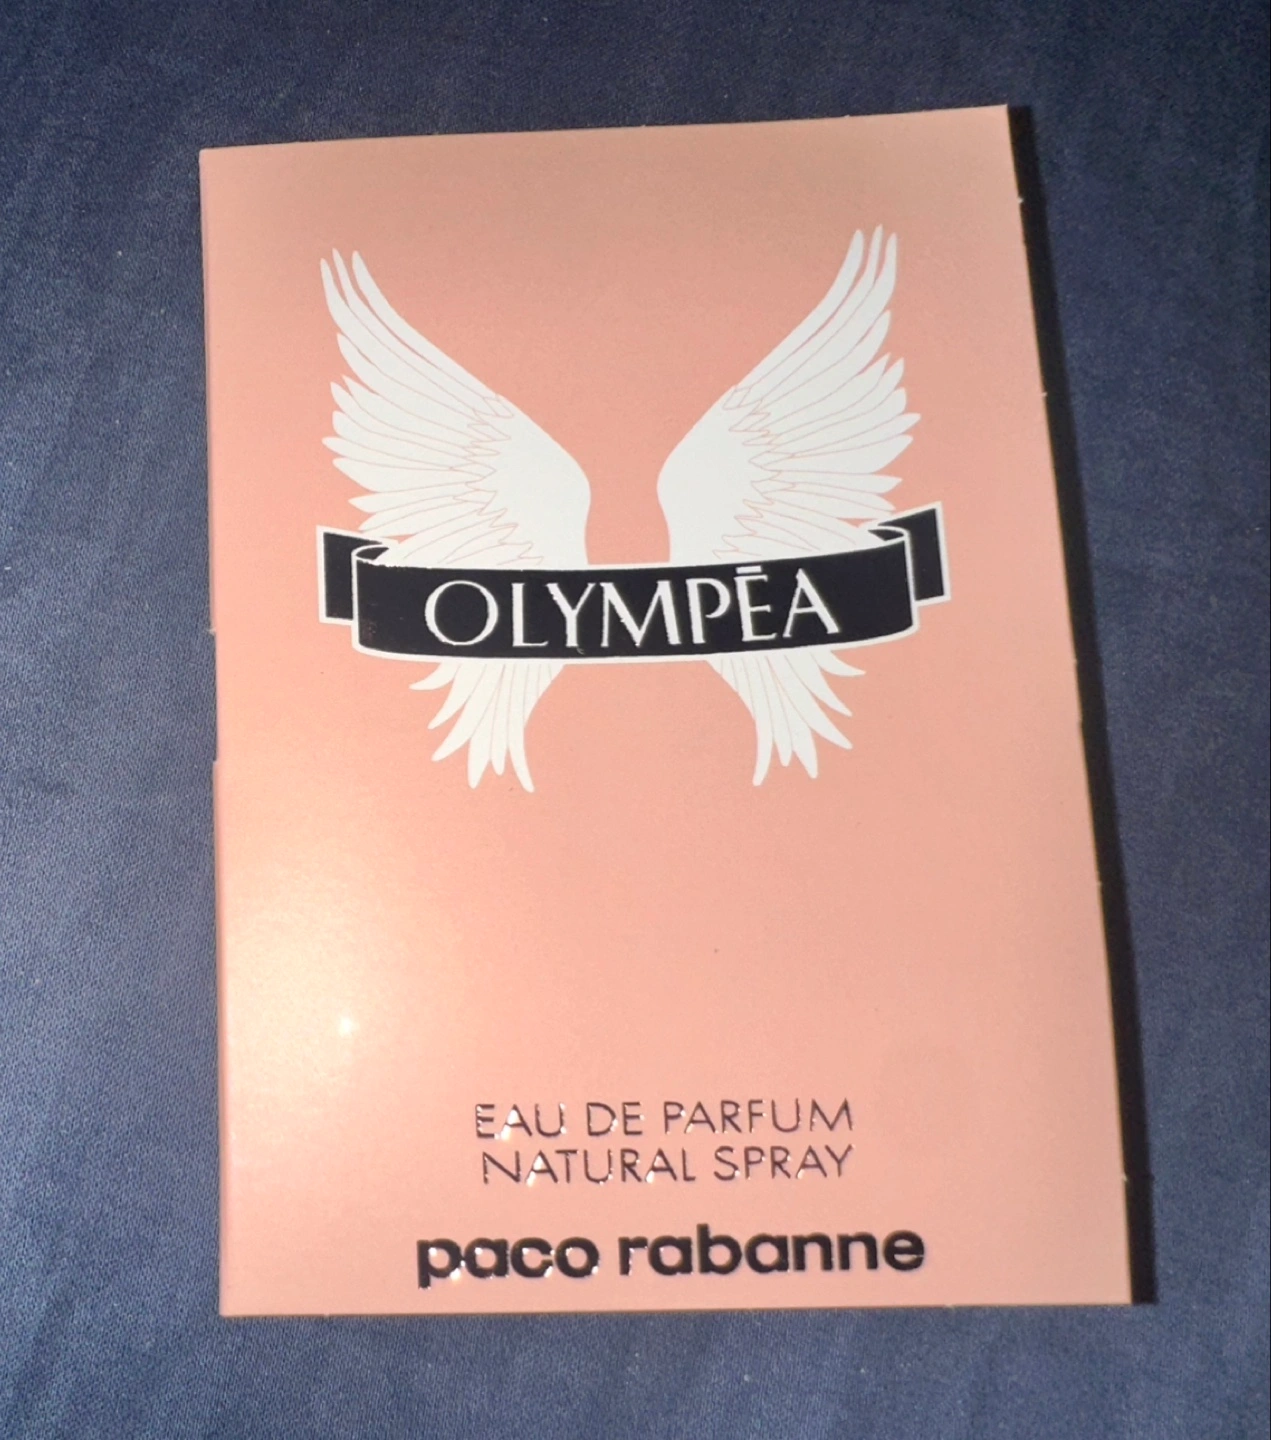 OLYMPĒA
EAU DE PARFUM
NATURAL SPRAY
paco rabanne